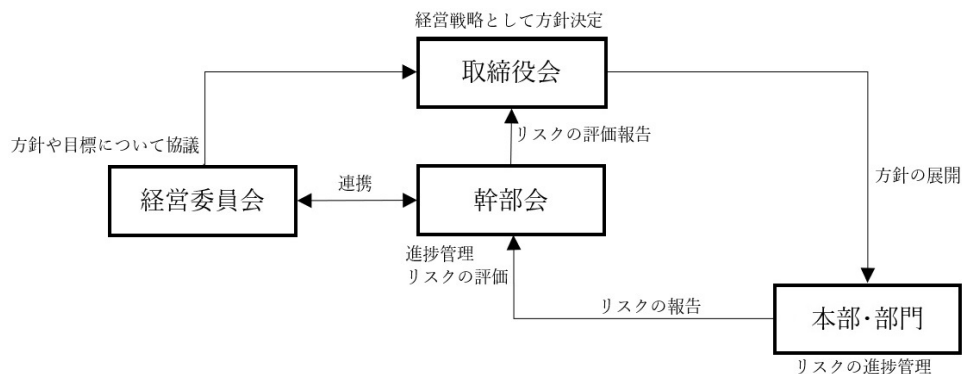 経営戦略として方針決定
取締役会
リスクの評価報告
方針や目標について協議
方針の展開
連携
経営委員会
幹部会
進捗管理
リスクの評価
リスクの報告
本部・部門
リスクの進捗管理